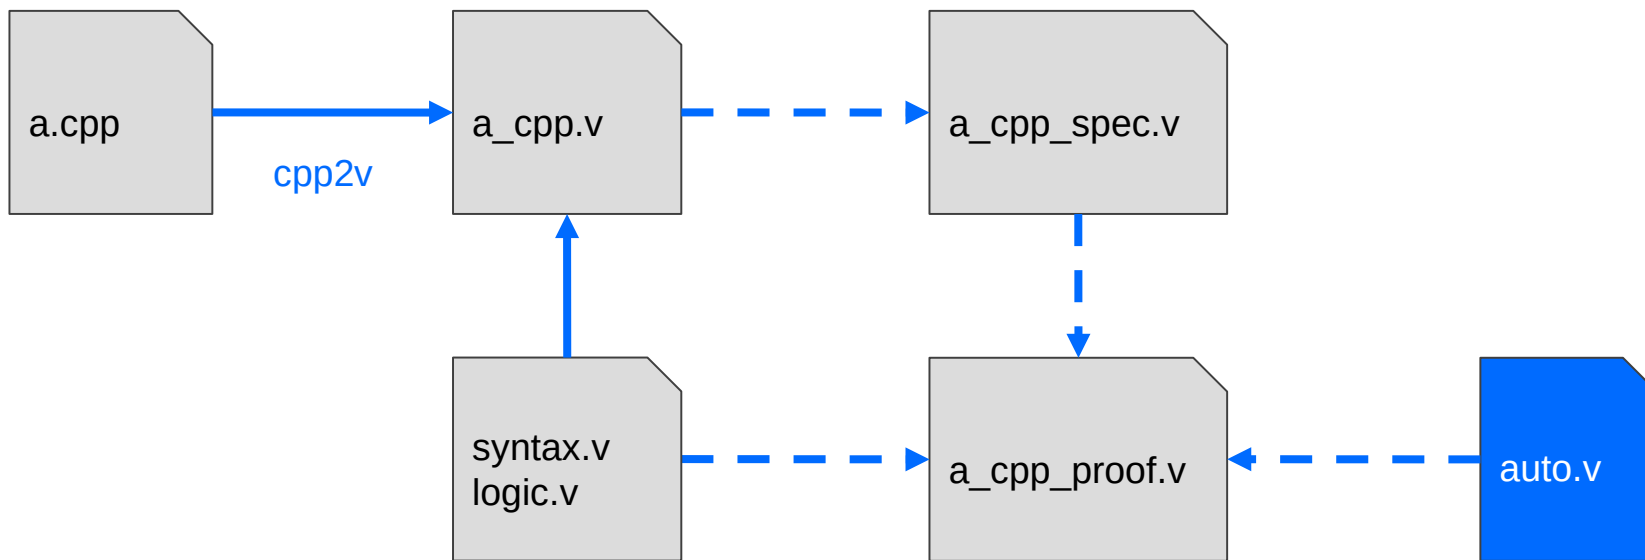 a.cpp
cpp2v
a_cpp.v
a_cpp_spec.v
syntax.v
logic.v
a_cpp_proof.v
auto.v